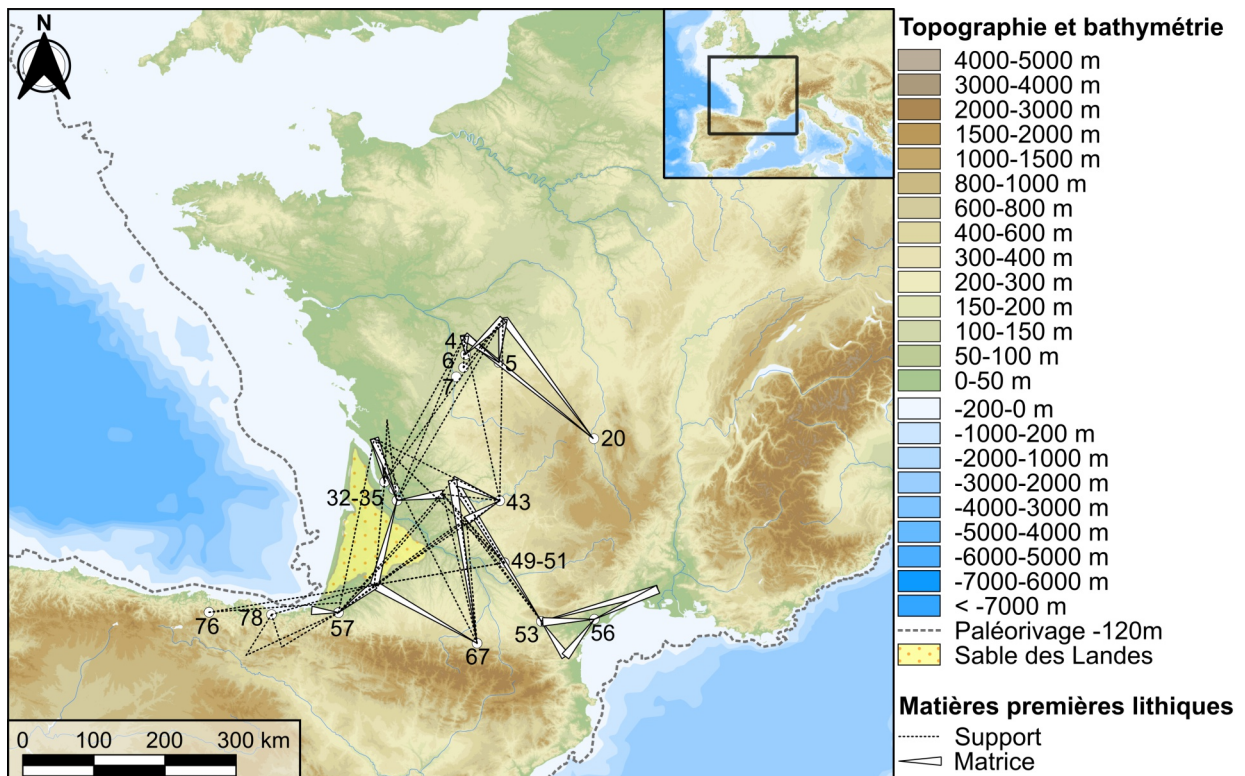 N
4
6
7
5
20
32-35
43
49-51
76
78
57
53
56
67
0 100 200 300 km
Topographie et bathymétrie
4000-5000 m
3000-4000 m
2000-3000 m
1500-2000 m
1000-1500 m
800-1000 m
600-800 m
400-600 m
300-400 m
200-300 m
150-200 m
100-150 m
50-100 m
0-50 m
-200-0 m
-1000-200 m
-2000-1000 m
-3000-2000 m
-4000-3000 m
-5000-4000 m
-6000-5000 m
-7000-6000 m
< -7000 m
Paléorivage -120m
Sable des Landes
Matières premières lithiques
Support
Matrice